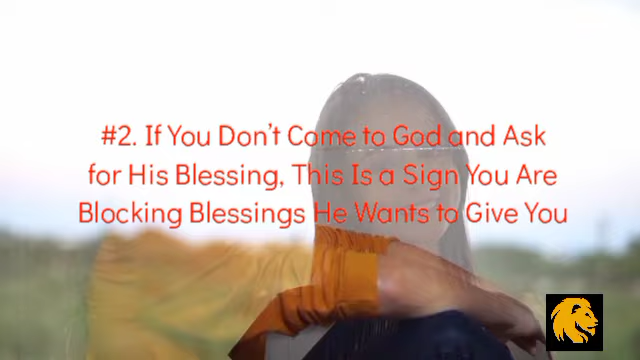 #2. If You Don't Come to God and Ask
for His Blessing, This Is a Sign You Are
Blocking Blessings He Wants to Give You